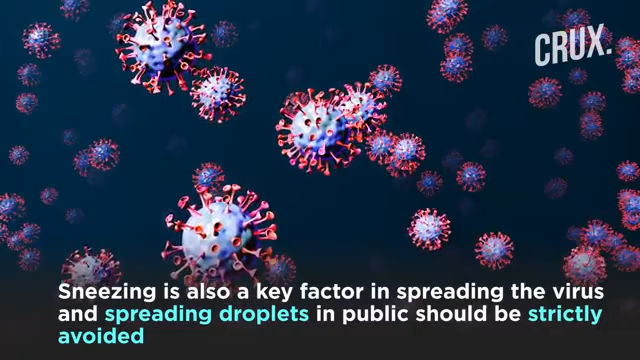 CRUX.
Sneezing is also a key factor in spreading the virus
and spreading droplets in public should be strictly
avoided